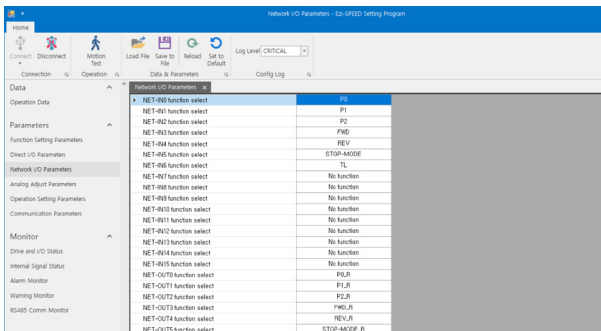 Network I/O Parameters - Ezi-SPEED Setting Program
Home
Connect Disconnect Motion Test Load File Save to File Reload Set to Default Log Level CRITICAL
Connection Operation Data & Parameters Config Log
Data
Operation Data
Parameters
Function Setting Parameters
Direct I/O Parameters
Network I/O Parameters
Analog Adjust Parameters
Operation Setting Parameters
Communication Parameters
Monitor
Drive and I/O Status
Internal Signal Status
Alarm Monitor
Warning Monitor
RS485 Comm Monitor
Network I/O Parameters x
NET-IN0 function select P0
NET-IN1 function select P1
NET-IN2 function select P2
NET-IN3 function select FWD
NET-IN4 function select REV
NET-IN5 function select STOP-MODE
NET-IN6 function select TL
NET-IN7 function select No function
NET-IN8 function select No function
NET-IN9 function select No function
NET-IN10 function select No function
NET-IN11 function select No function
NET-IN12 function select No function
NET-IN13 function select No function
NET-IN14 function select No function
NET-IN15 function select No function
NET-OUT0 function select P0_R
NET-OUT1 function select P1_R
NET-OUT2 function select P2_R
NET-OUT3 function select FWD_R
NET-OUT4 function select REV_R
NET-OUT5 function select STOP-MODE_R